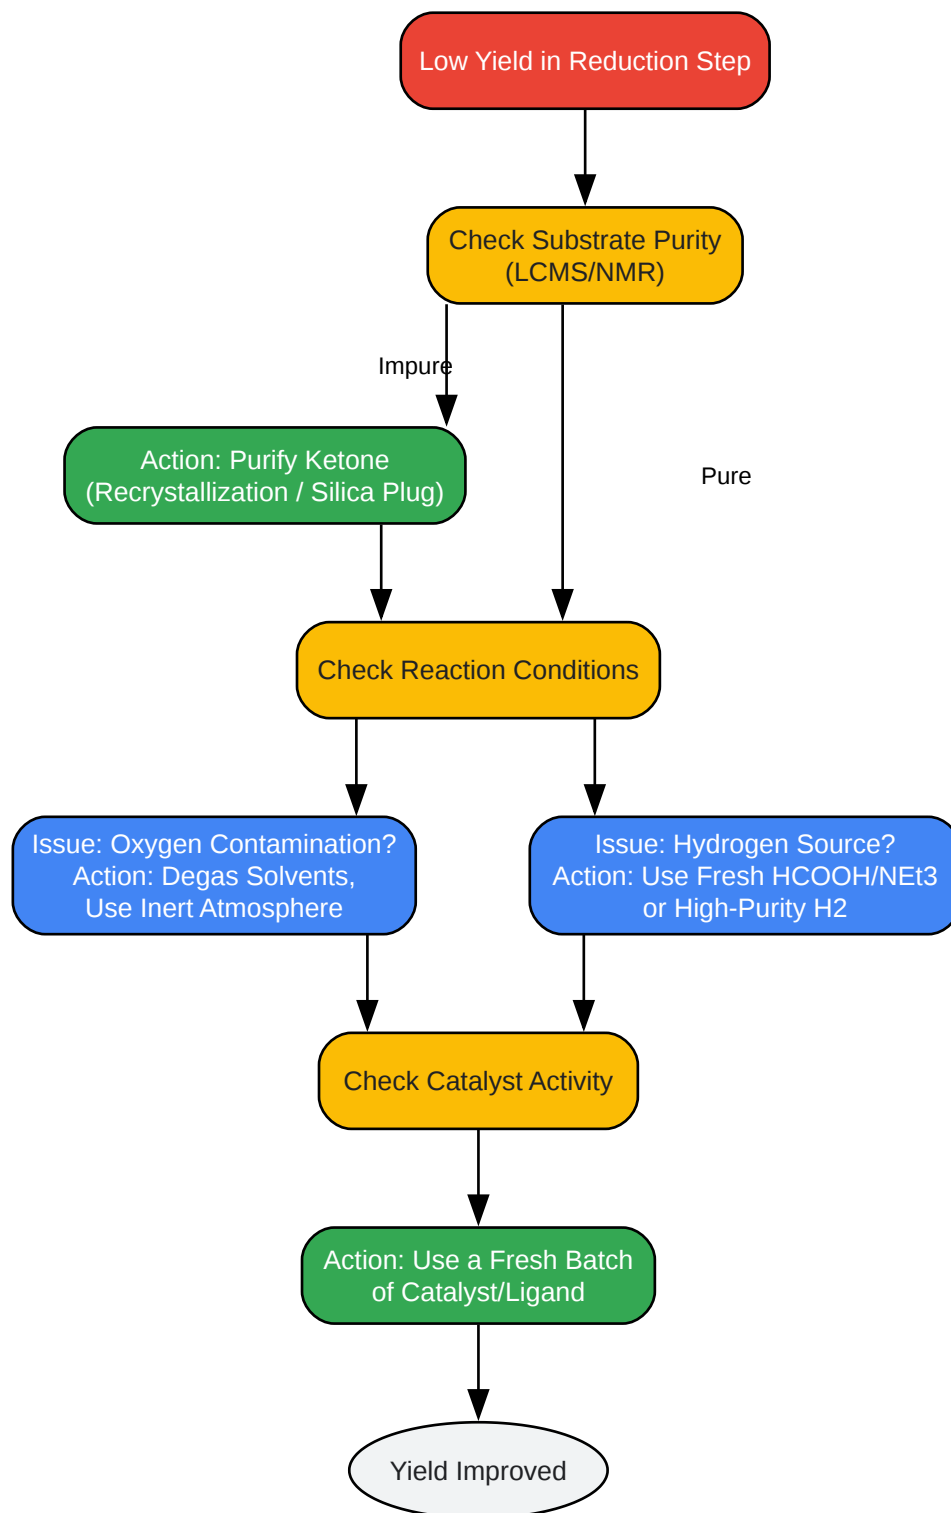 Low Yield in Reduction Step
Check Substrate Purity
(LCMS/NMR)
Impure
Action: Purify Ketone
(Recrystallization / Silica Plug)
Pure
Check Reaction Conditions
Issue: Oxygen Contamination?
Action: Degas Solvents,
Use Inert Atmosphere
Issue: Hydrogen Source?
Action: Use Fresh HCOOH/NEt3
or High-Purity H2
Check Catalyst Activity
Action: Use a Fresh Batch
of Catalyst/Ligand
Yield Improved